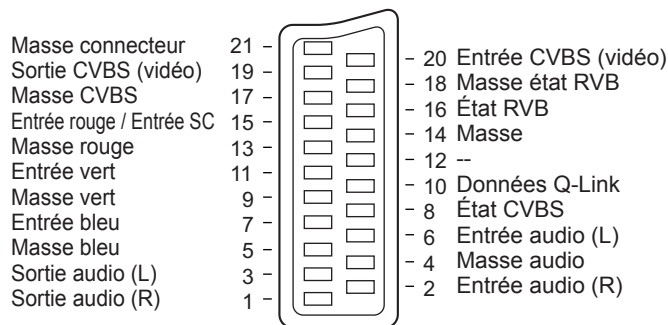 Masse connecteur 21
Sortie CVBS (vidéo) 19
Masse CVBS 17
Entrée rouge / Entrée SC 15
Masse rouge 13
Entrée vert 11
Masse vert 9
Entrée bleu 7
Masse bleu 5
Sortie audio (L) 3
Sortie audio (R) 1
20 Entrée CVBS (vidéo)
18 Masse état RVB
16 État RVB
14 Masse
12 --
10 Données Q-Link
8 État CVBS
6 Entrée audio (L)
4 Masse audio
2 Entrée audio (R)